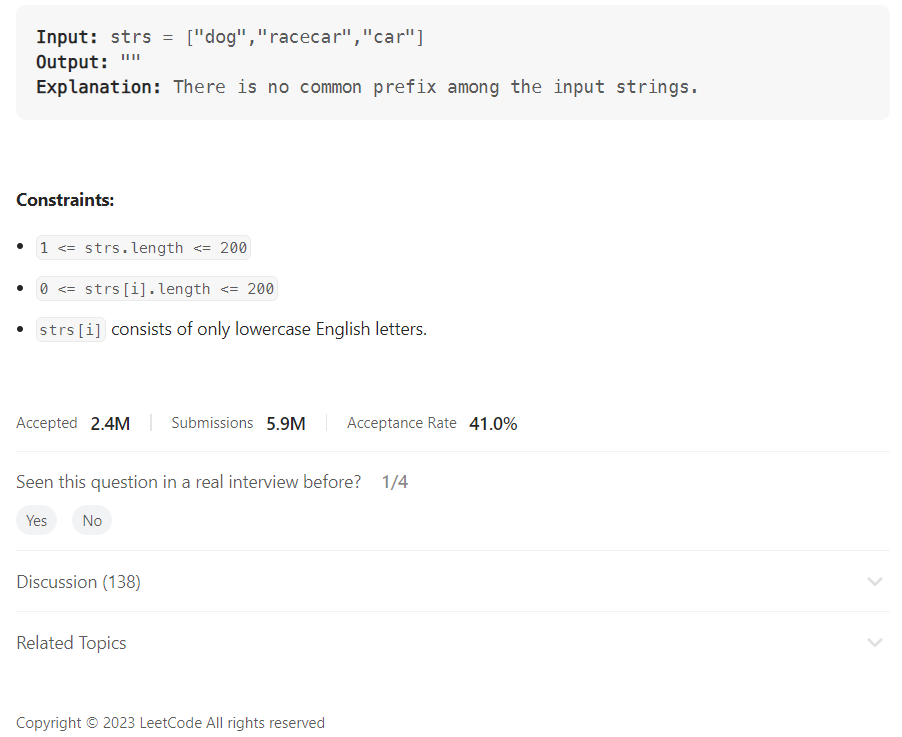 Input: strs = ["dog","racecar","car"]
Output: ""
Explanation: There is no common prefix among the input strings.
Constraints:
• 1 <= strs.length <= 200
• 0 <= strs[i].length <= 200
• strs[i] consists of only lowercase English letters.
Accepted 2.4M | Submissions 5.9M | Acceptance Rate 41.0%
Seen this question in a real interview before? 1/4
Yes No
Discussion (138)
Related Topics
Copyright © 2023 LeetCode All rights reserved